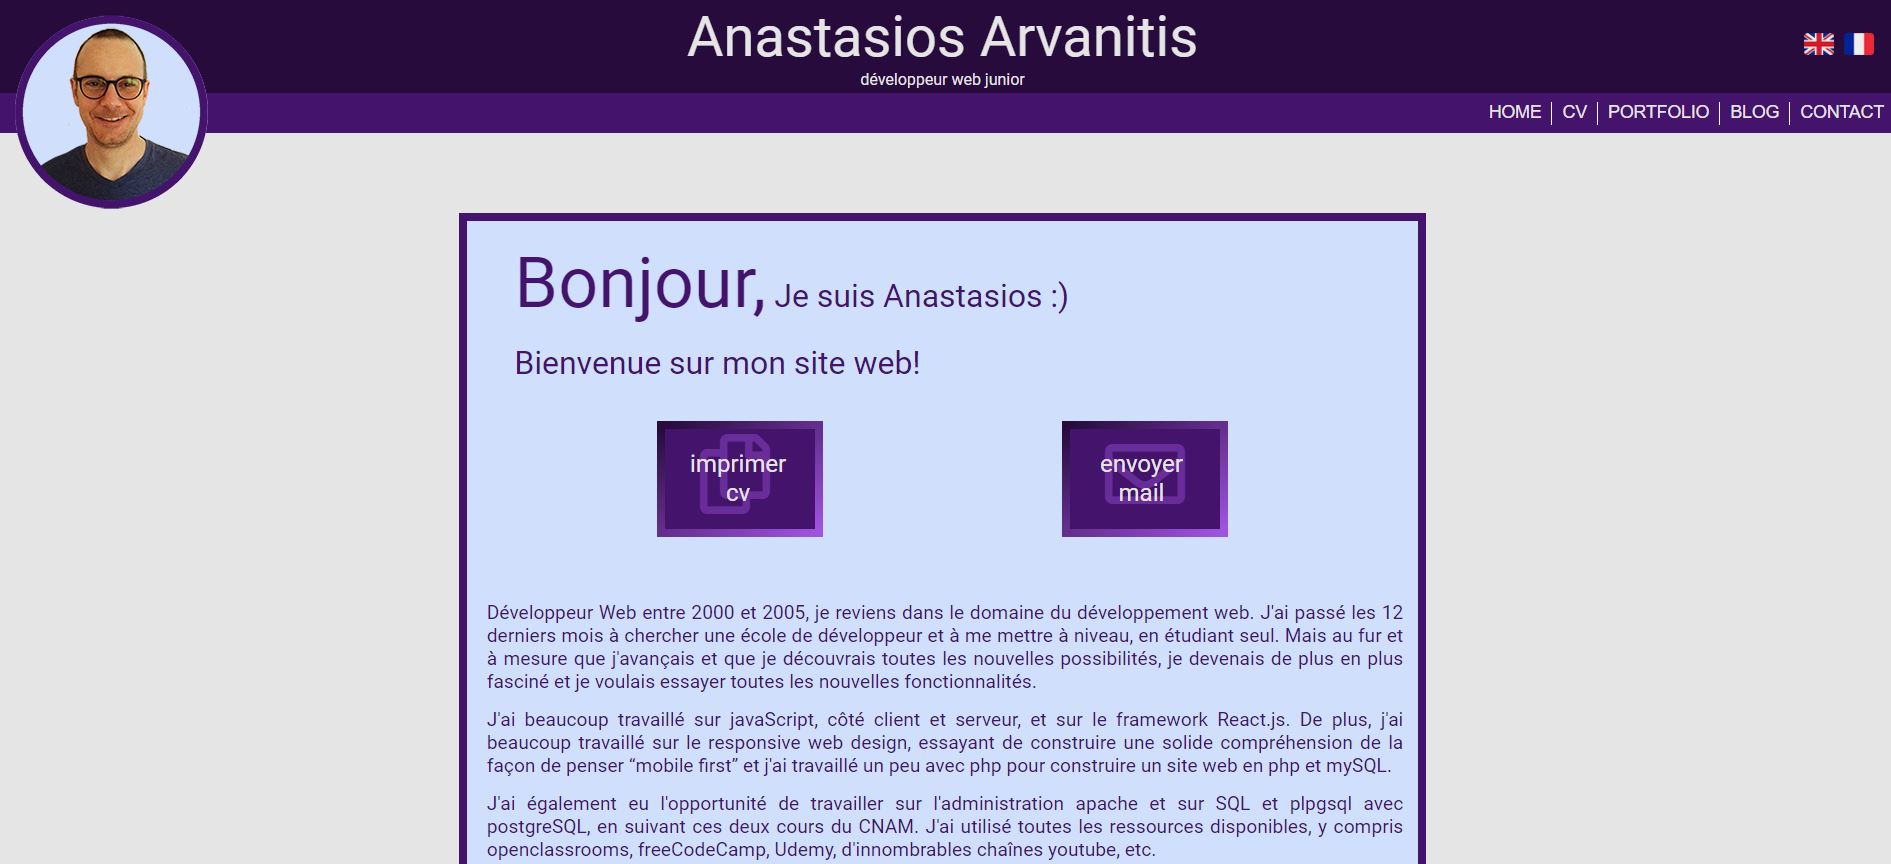 Anastasios Arvanitis
développeur web junior
HOME CV PORTFOLIO BLOG CONTACT
Bonjour, Je suis Anastasios :)
Bienvenue sur mon site web!
imprimer
cv
envoyer
mail
Développeur Web entre 2000 et 2005, je reviens dans le domaine du développement web. J'ai passé les 12
derniers mois à chercher une école de développeur et à me mettre à niveau, en étudiant seul. Mais au fur et
à mesure que j'avançais et que je découvrais toutes les nouvelles possibilités, je devenais de plus en plus
fasciné et je voulais essayer toutes les nouvelles fonctionnalités.
J'ai beaucoup travaillé sur javaScript, côté client et serveur, et sur le framework React.js. De plus, j'ai
beaucoup travaillé sur le responsive web design, essayant de construire une solide compréhension de la
façon de penser “mobile first” et j'ai travaillé un peu avec php pour construire un site web en php et mySQL.
J'ai également eu l'opportunité de travailler sur l'administration apache et sur SQL et plpgsql avec
postgreSQL, en suivant ces deux cours du CNAM. J'ai utilisé toutes les ressources disponibles, y compris
openclassrooms, freeCodeCamp, Udemy, d'innombrables chaînes youtube, etc.